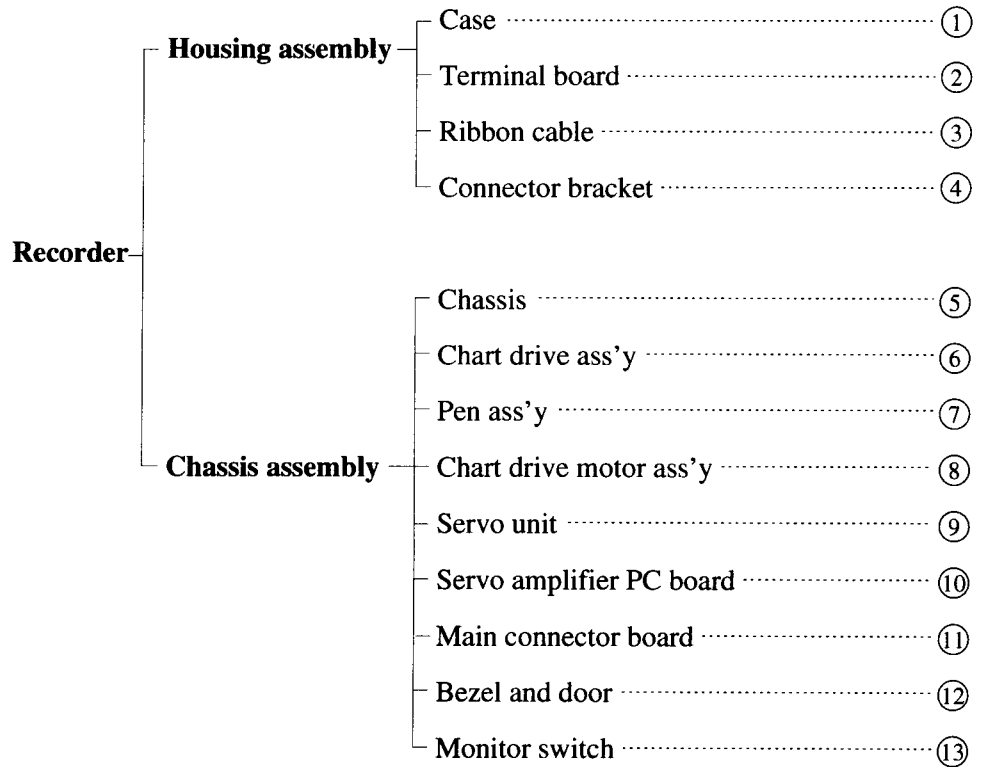 Case ① 
Housing assembly
Terminal board ②
Ribbon cable ③
Connector bracket ④
Recorder
Chassis ⑤
Chart drive ass’y ⑥
Pen ass’y ⑦
Chassis assembly
Chart drive motor ass’y ⑧
Servo unit ⑨
Servo amplifier PC board ⑩
Main connector board ⑪
Bezel and door ⑫
Monitor switch ⑬